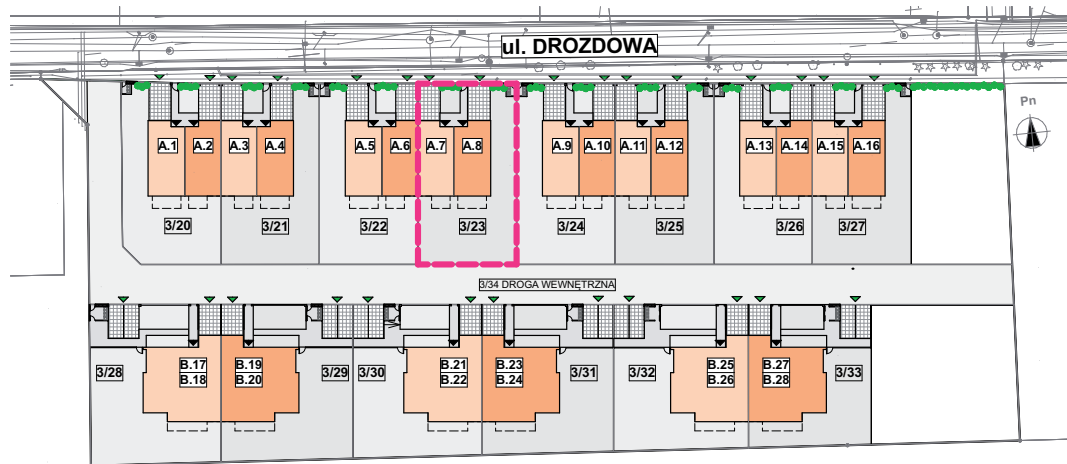 ul. DROZDOWA
Pn
A.1 A.2 A.3 A.4 A.5 A.6 A.7 A.8 A.9 A.10 A.11 A.12 A.13 A.14 A.15 A.16
3/20 3/21 3/22 3/23 3/24 3/25 3/26 3/27
3/34 DROGA WEWNĘTRZNA
B.17 B.19 B.21 B.23 B.25 B.27
3/28 B.18 B.20 3/29 3/30 B.22 B.24 3/31 3/32 B.26 B.28 3/33